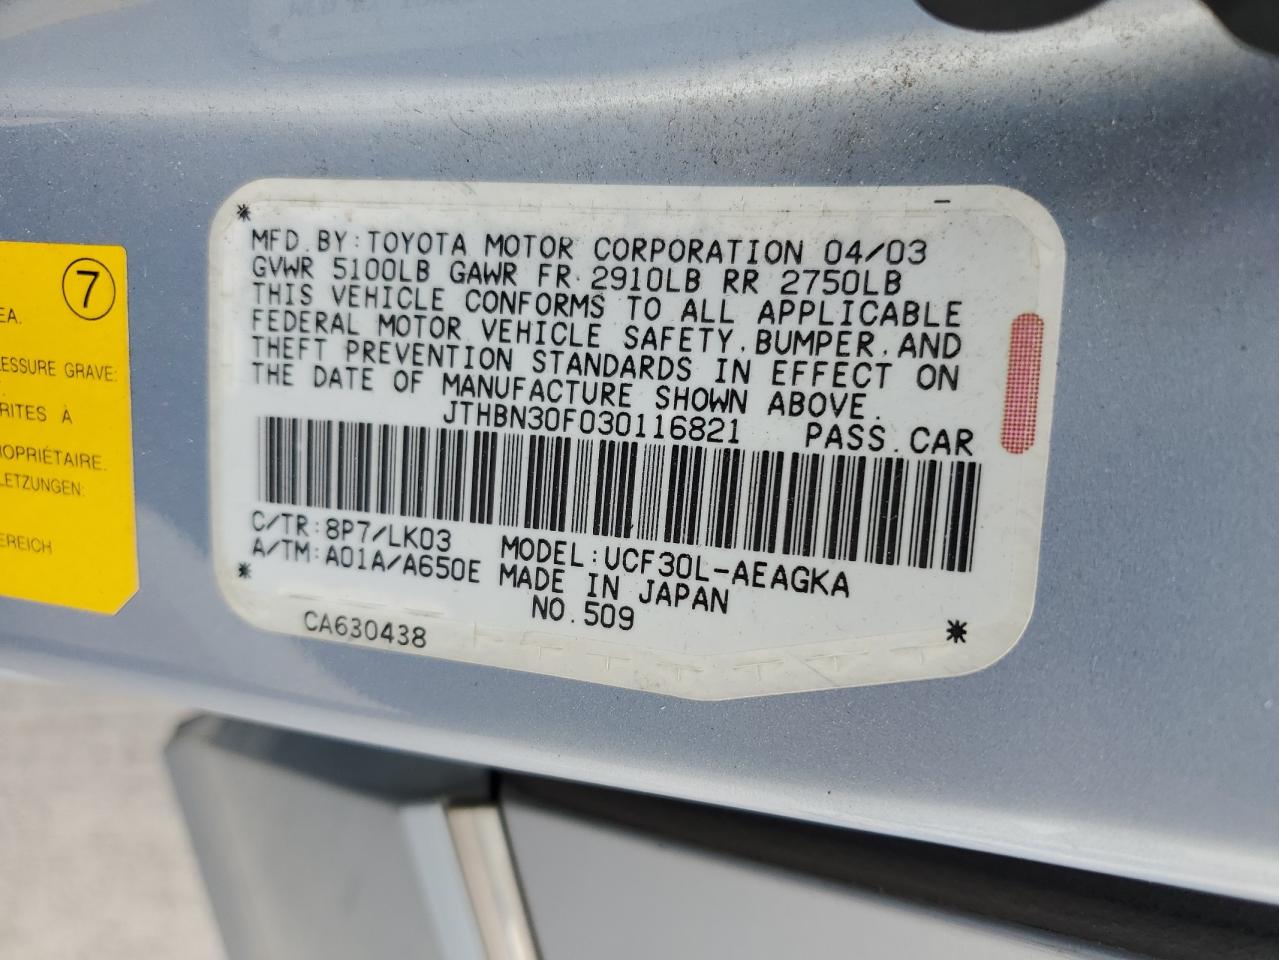 7
EA.
ESSURE GRAVE:
RITES À
OPRIÉTAIRE.
LETZUNGEN:
EREICH
MFD. BY: TOYOTA MOTOR CORPORATION 04/03
GVWR 5100LB GAWR FR 2910LB RR 2750LB
THIS VEHICLE CONFORMS TO ALL APPLICABLE
FEDERAL MOTOR VEHICLE SAFETY, BUMPER, AND
THEFT PREVENTION STANDARDS IN EFFECT ON
THE DATE OF MANUFACTURE SHOWN ABOVE.
JTHBN30F030116821 PASS. CAR
C/TR: 8P7/LK03 MODEL: UCF30L-AEAGKA
A/TM: A01A/A650E MADE IN JAPAN
NO. 509
CA630438